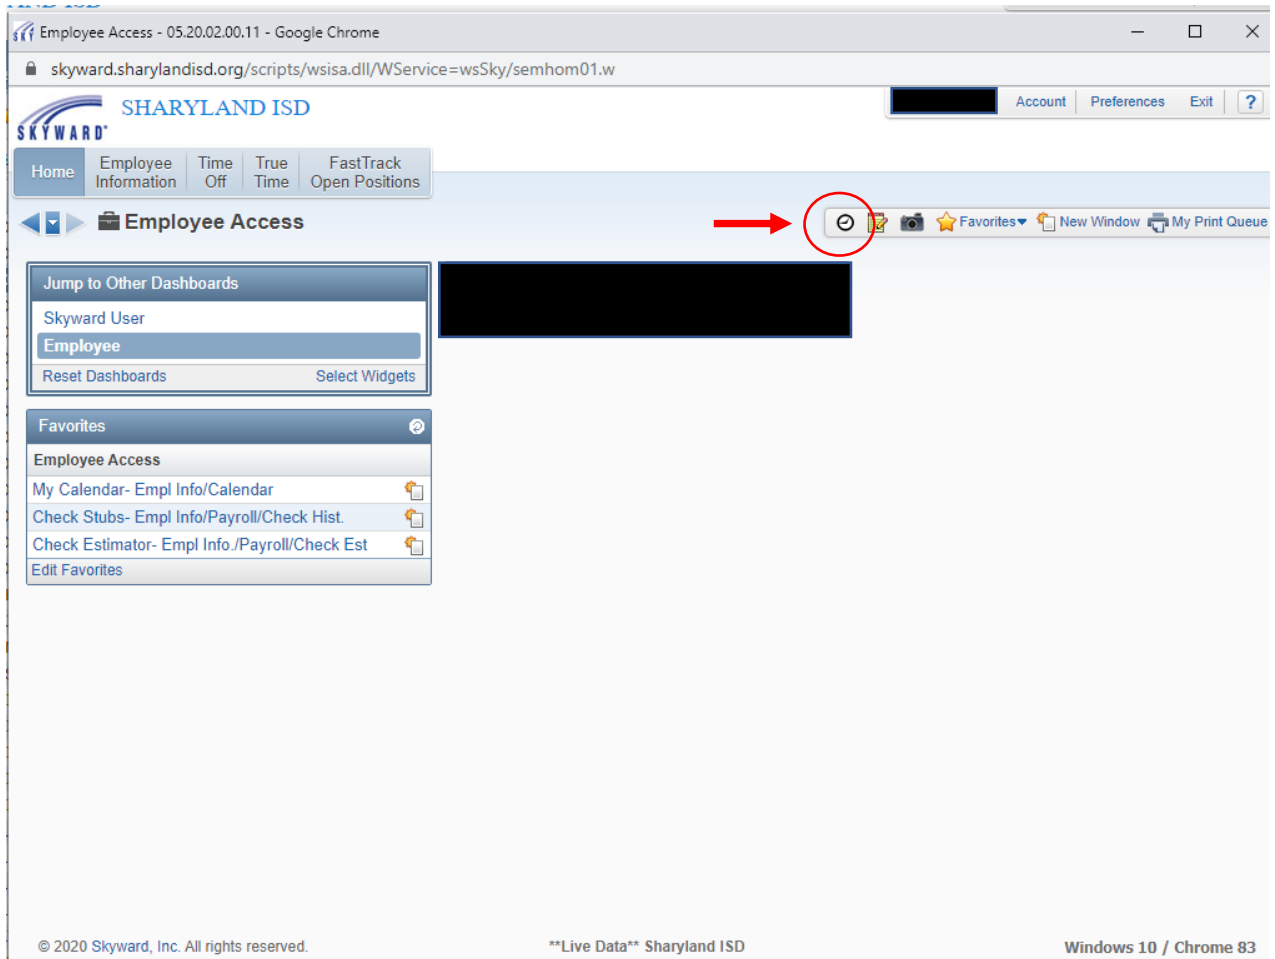 Employee Access - 05.20.02.00.11 - Google Chrome
skyward.sharylandisd.org/scripts/wsisa.dll/WService=wsSky/semhom01.w
SKYWARD®
SHARYLAND ISD
Account Preferences Exit ?
Home
Employee Information
Time Off
True Time
FastTrack Open Positions
Employee Access
Favorites New Window My Print Queue
Jump to Other Dashboards
Skyward User
Employee
Reset Dashboards Select Widgets
Favorites
Employee Access
My Calendar- Empl Info/Calendar
Check Stubs- Empl Info/Payroll/Check Hist.
Check Estimator- Empl Info./Payroll/Check Est
Edit Favorites
© 2020 Skyward, Inc. All rights reserved. **Live Data** Sharyland ISD Windows 10 / Chrome 83